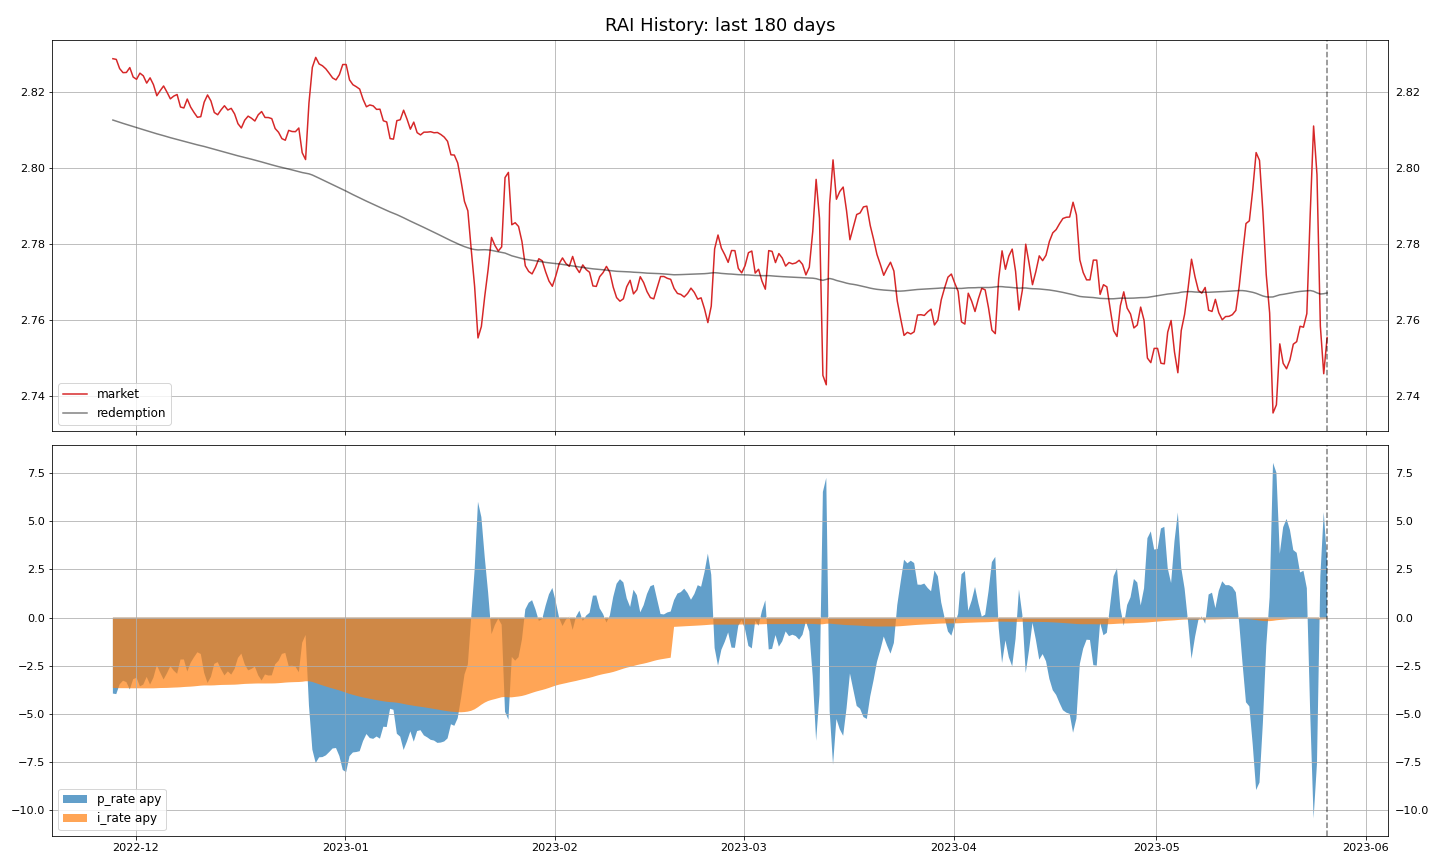 RAI History: last 180 days
2.82 2.82
2.80 2.80
2.78 2.78
2.76 2.76
2.74 2.74
market
redemption
7.5 7.5
5.0 5.0
2.5 2.5
0.0 0.0
−2.5 −2.5
−5.0 −5.0
−7.5 −7.5
−10.0 −10.0
p_rate apy
i_rate apy
2022-12 2023-01 2023-02 2023-03 2023-04 2023-05 2023-06